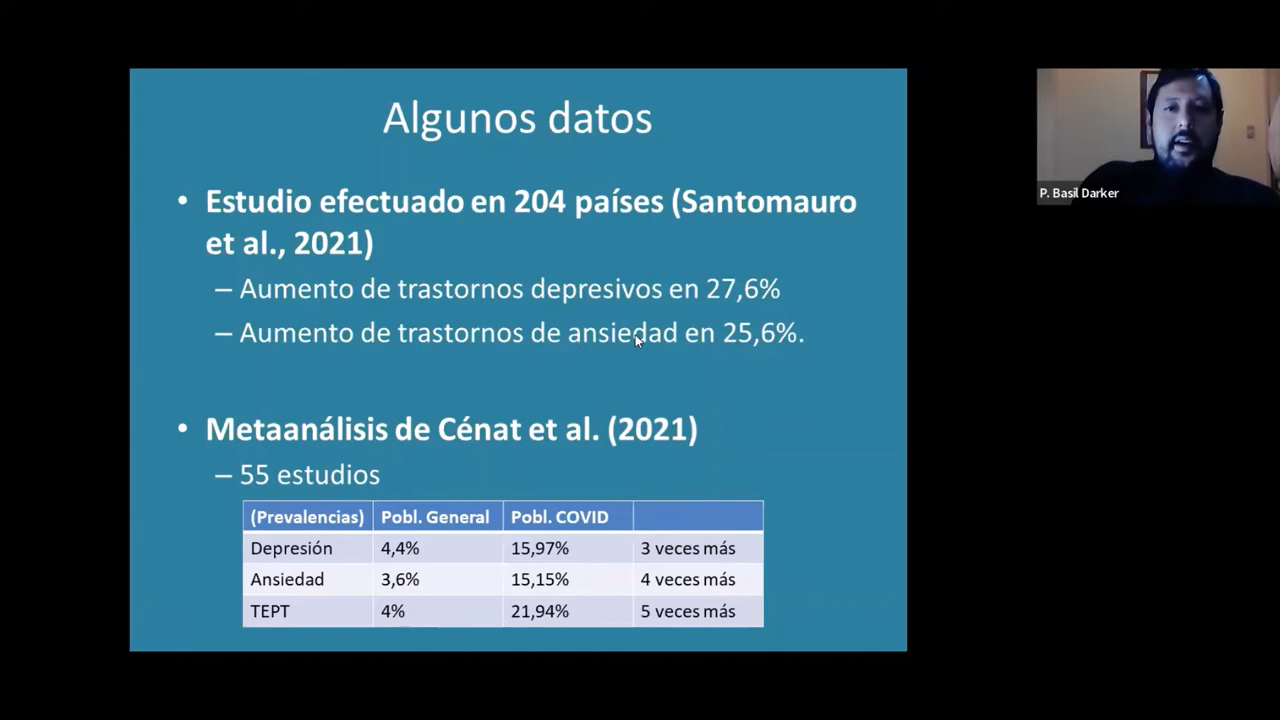 Algunos datos
• Estudio efectuado en 204 países (Santomauro
et al., 2021)
– Aumento de trastornos depresivos en 27,6%
– Aumento de trastornos de ansiedad en 25,6%.
• Metaanálisis de Cénat et al. (2021)
– 55 estudios
(Prevalencias) Pobl. General Pobl. COVID
Depresión 4,4% 15,97% 3 veces más
Ansiedad 3,6% 15,15% 4 veces más
TEPT 4% 21,94% 5 veces más
P. Basil Darker